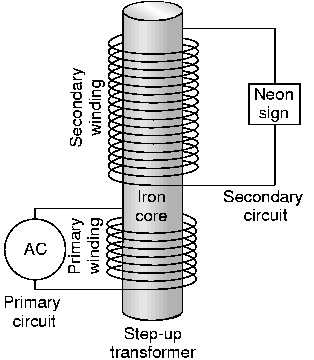 Secondary
winding
Neon
sign
Iron
core
Secondary
circuit
Primary
winding
AC
Primary
circuit
Step-up
transformer